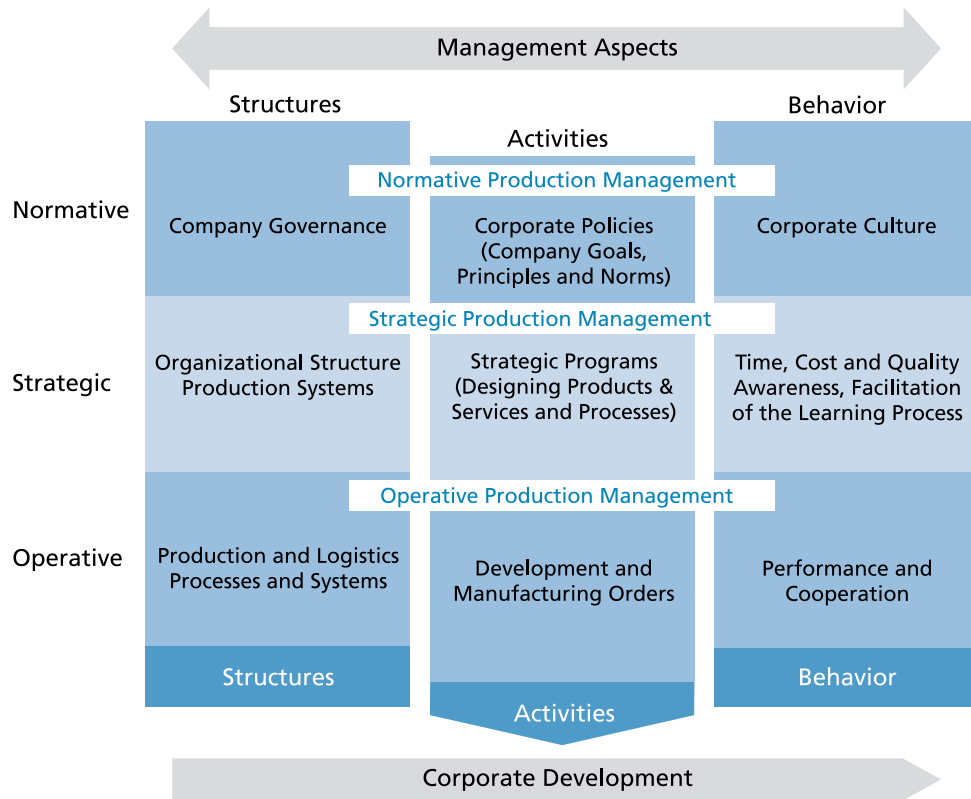 Management Aspects
Structures
Behavior
Activities
Normative Production Management
Normative
Company Governance
Corporate Policies
(Company Goals,
Principles and Norms)
Corporate Culture
Strategic Production Management
Strategic
Organizational Structure
Production Systems
Strategic Programs
(Designing Products &
Services and Processes)
Time, Cost and Quality
Awareness, Facilitation
of the Learning Process
Operative Production Management
Operative
Production and Logistics
Processes and Systems
Development and
Manufacturing Orders
Performance and
Cooperation
Structures
Activities
Behavior
Corporate Development